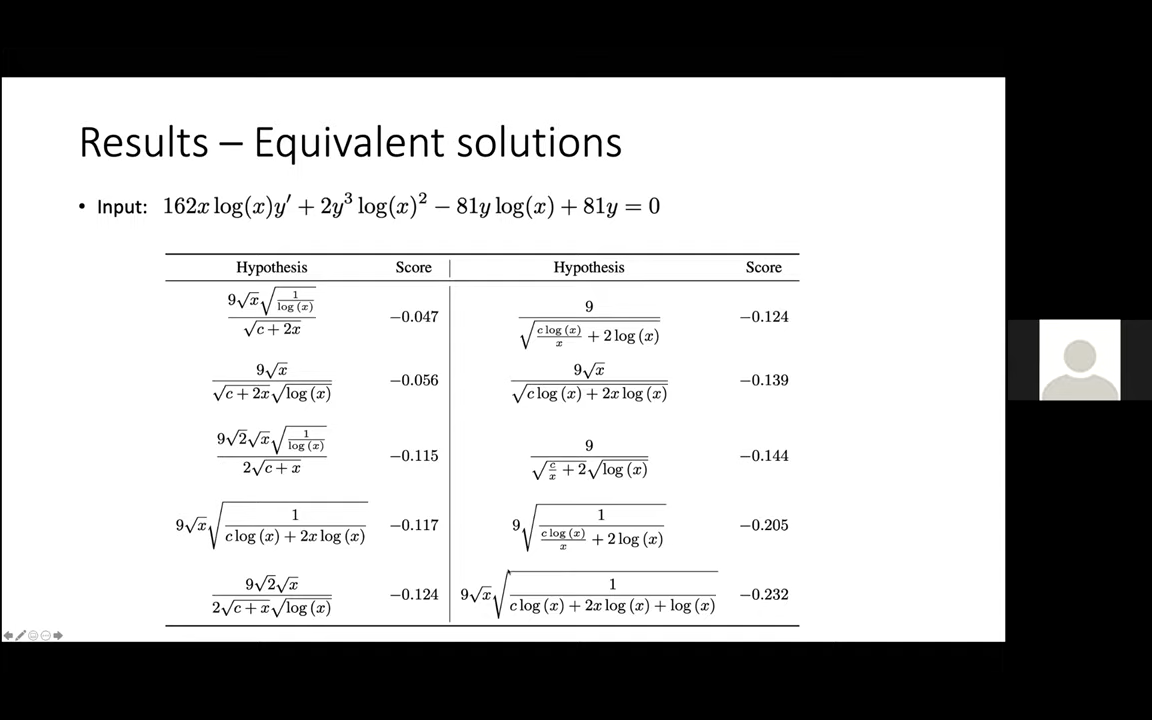 Results – Equivalent solutions
• Input: 162x log(x)y′ + 2y³ log(x)² − 81y log(x) + 81y = 0
Hypothesis Score Hypothesis Score
9√x √(1/log (x)) / √(c + 2x) −0.047 9 / √(c log (x)/x + 2 log (x)) −0.124
9√x / (√(c + 2x) √(log (x))) −0.056 9√x / √(c log (x) + 2x log (x)) −0.139
9√2√x √(1/log (x)) / (2√(c + x)) −0.115 9 / (√(c/x + 2) √(log (x))) −0.144
9√x √(1 / (c log (x) + 2x log (x))) −0.117 9 √(1 / (c log (x)/x + 2 log (x))) −0.205
9√2√x / (2√(c + x) √(log (x))) −0.124 9√x √(1 / (c log (x) + 2x log (x) + log (x))) −0.232